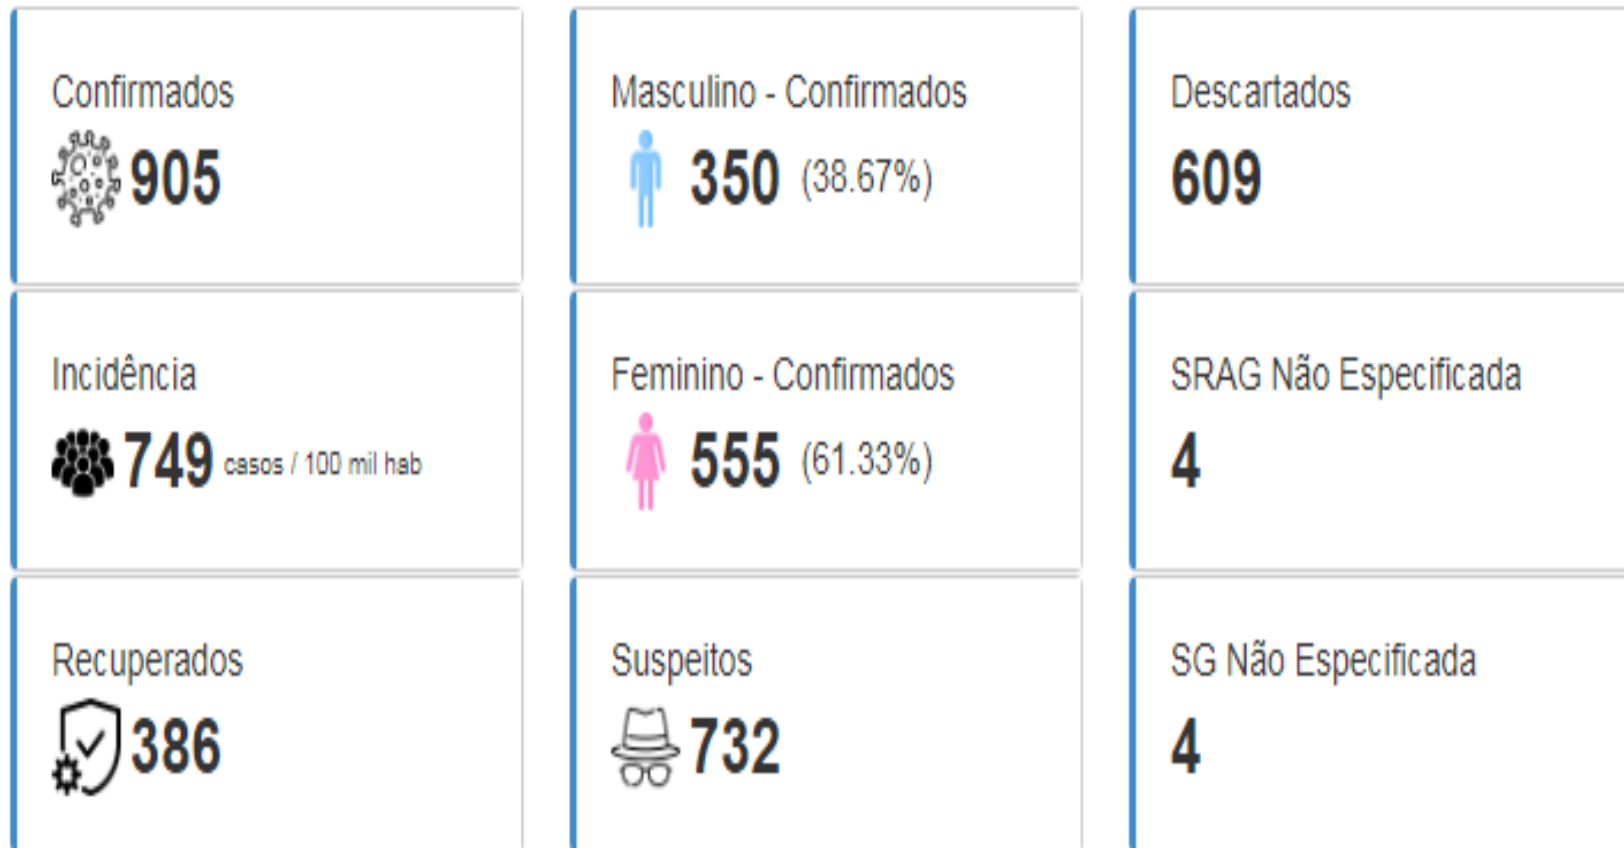 Confirmados
905
Masculino - Confirmados
350 (38.67%)
Descartados
609
Incidência
749 casos / 100 mil hab
Feminino - Confirmados
555 (61.33%)
SRAG Não Especificada
4
Recuperados
386
Suspeitos
732
SG Não Especificada
4